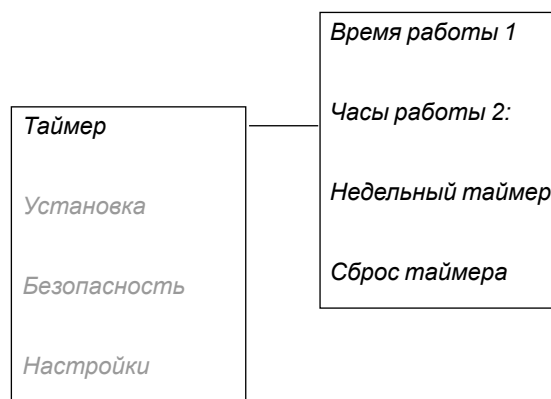 Таймер
Установка
Безопасность
Настройки
Время работы 1
Часы работы 2:
Недельный таймер
Сброс таймера